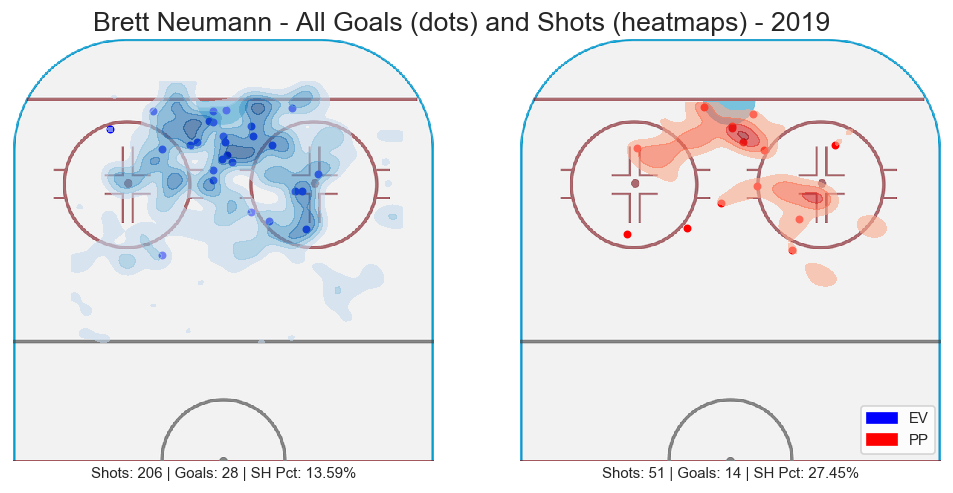 Brett Neumann - All Goals (dots) and Shots (heatmaps) - 2019
EV
PP
Shots: 206 | Goals: 28 | SH Pct: 13.59%
Shots: 51 | Goals: 14 | SH Pct: 27.45%